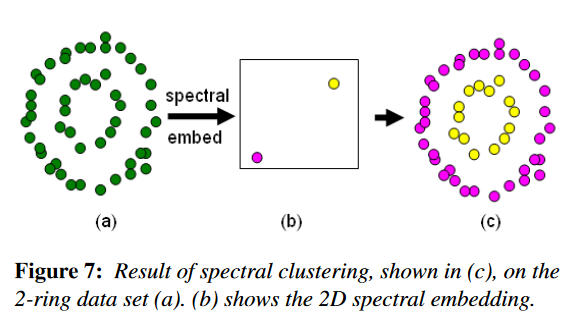 spectral
embed
(a)
(b)
(c)
Figure 7: Result of spectral clustering, shown in (c), on the
2-ring data set (a). (b) shows the 2D spectral embedding.